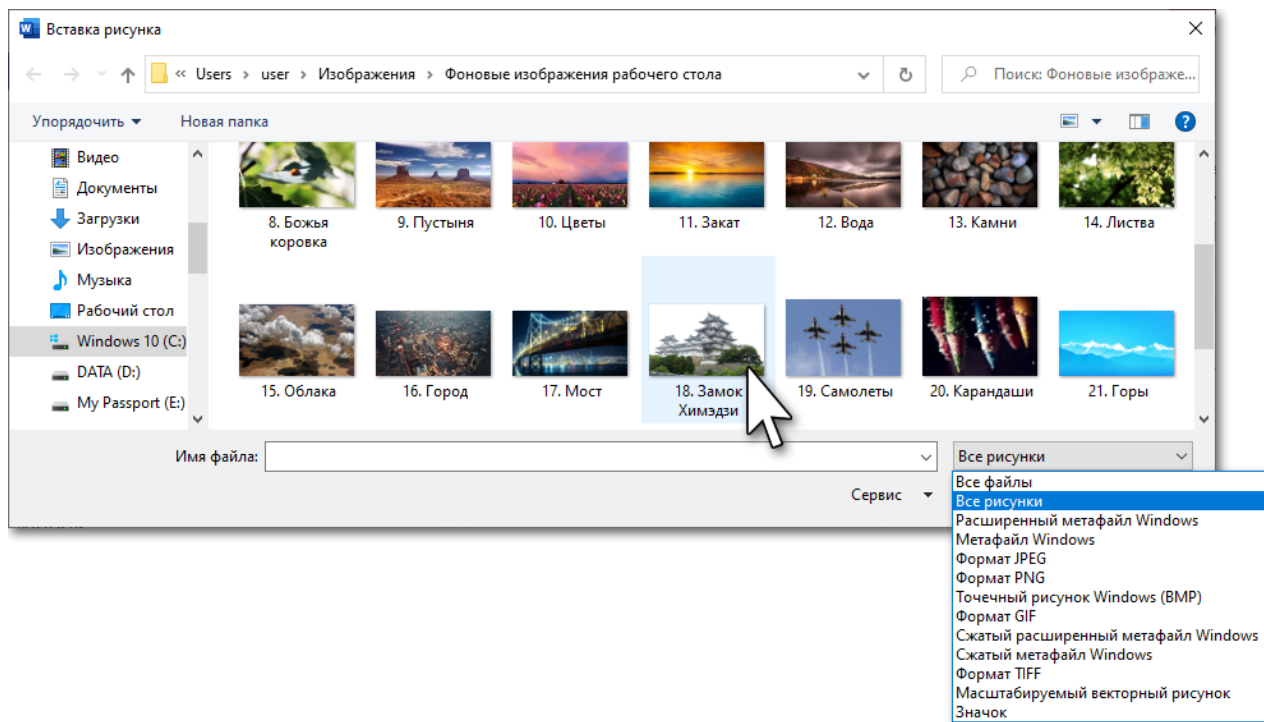 Вставка рисунка
« Users › user › Изображения › Фоновые изображения рабочего стола
Поиск: Фоновые изображе...
Упорядочить
Новая папка
Видео
Документы
Загрузки
Изображения
Музыка
Рабочий стол
Windows 10 (C:)
DATA (D:)
My Passport (E:)
8. Божья
коровка
9. Пустыня
10. Цветы
11. Закат
12. Вода
13. Камни
14. Листва
15. Облака
16. Город
17. Мост
18. Замок
Химэдзи
19. Самолеты
20. Карандаши
21. Горы
Имя файла:
Все рисунки
Сервис
Все файлы
Все рисунки
Расширенный метафайл Windows
Метафайл Windows
Формат JPEG
Формат PNG
Точечный рисунок Windows (BMP)
Формат GIF
Сжатый расширенный метафайл Windows
Сжатый метафайл Windows
Формат TIFF
Масштабируемый векторный рисунок
Значок